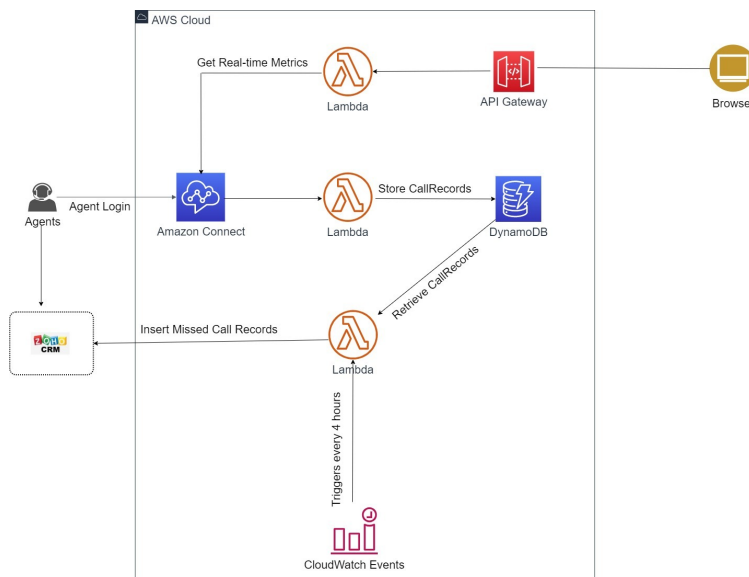 AWS Cloud
Get Real-time Metrics
Lambda
API Gateway
Browse
Agent Login
Agents
Amazon Connect
Lambda
Store CallRecords
DynamoDB
Retrieve CallRecords
ZOHO
CRM
Insert Missed Call Records
Lambda
Triggers every 4 hours
CloudWatch Events